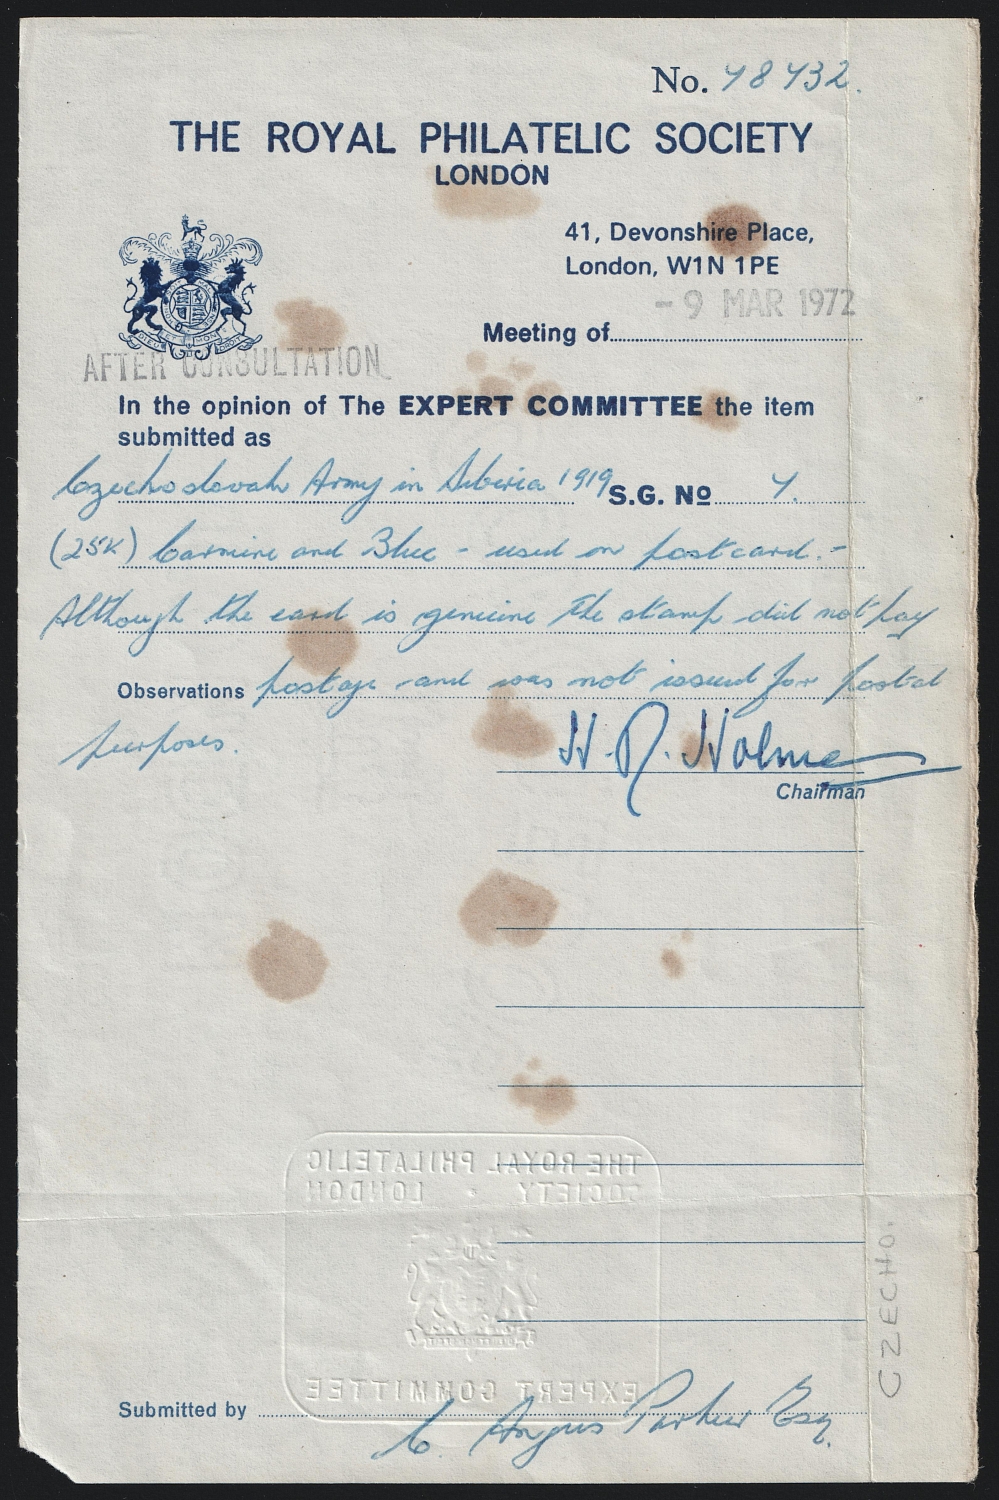 No. 78732.
THE ROYAL PHILATELIC SOCIETY
LONDON
41, Devonshire Place,
London, W1N 1PE
- 9 MAR 1972
Meeting of
AFTER CONSULTATION
In the opinion of The EXPERT COMMITTEE the item
submitted as
Czechoslovak Army in Siberia 1919 S.G. No 7.
(25K) Carmine and Blue - used on postcard. -
Although the card is genuine the stamp did not pay
Observations postage and was not issued for postal
purposes.
H. R. Holmes
Chairman
THE ROYAL PHILATELIC
SOCIETY • LONDON
EXPERT COMMITTEE
Submitted by C. Angus Parker Esq.
CZECHO.